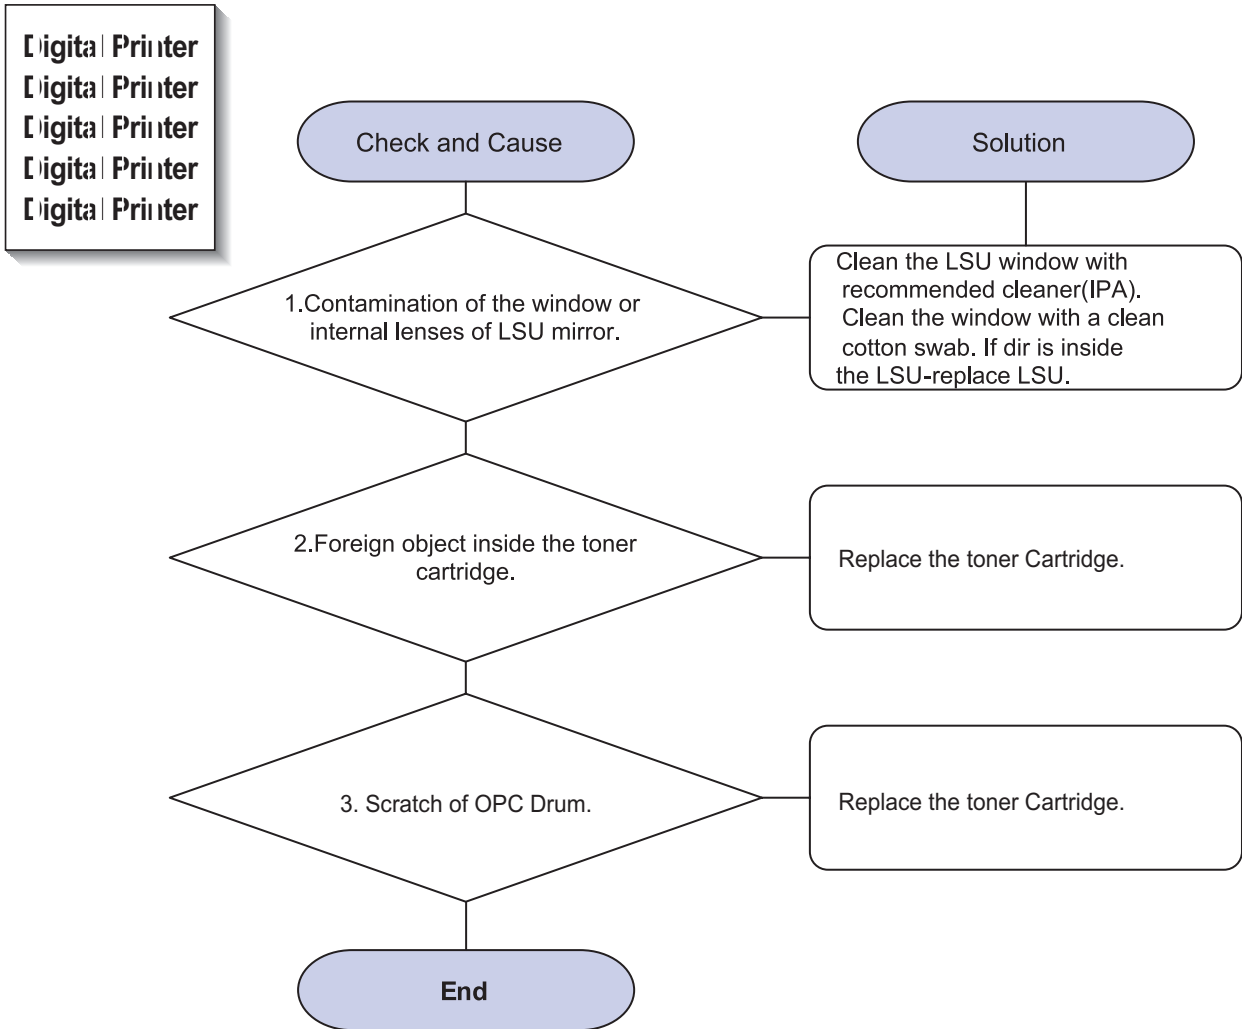 Digital Printer
Digital Printer
Digital Printer
Digital Printer
Digital Printer
Check and Cause
Solution
1.Contamination of the window or
internal lenses of LSU mirror.
Clean the LSU window with
recommended cleaner(IPA).
Clean the window with a clean
cotton swab. If dir is inside
the LSU-replace LSU.
2.Foreign object inside the toner
cartridge.
Replace the toner Cartridge.
3. Scratch of OPC Drum.
Replace the toner Cartridge.
End